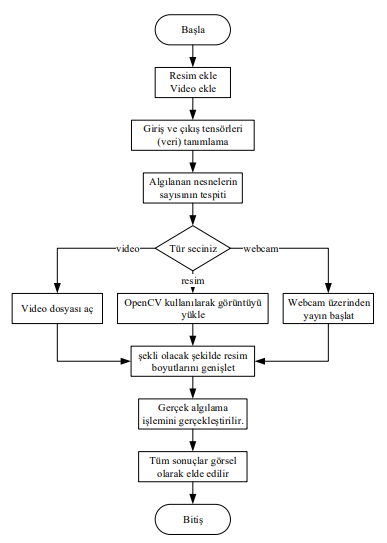 Başla
Resim ekle
Video ekle
Giriş ve çıkış tensörleri
(veri) tanımlama
Algılanan nesnelerin
sayısının tespiti
video
Tür seciniz
webcam
resim
Video dosyası aç
OpenCV kullanılarak görüntüyü
yükle
Webcam üzerinden
yayın başlat
şekli olacak şekilde resim
boyutlarını genişlet
Gerçek algılama
işlemini gerçekleştirilir.
Tüm sonuçlar görsel
olarak elde edilir
Bitiş